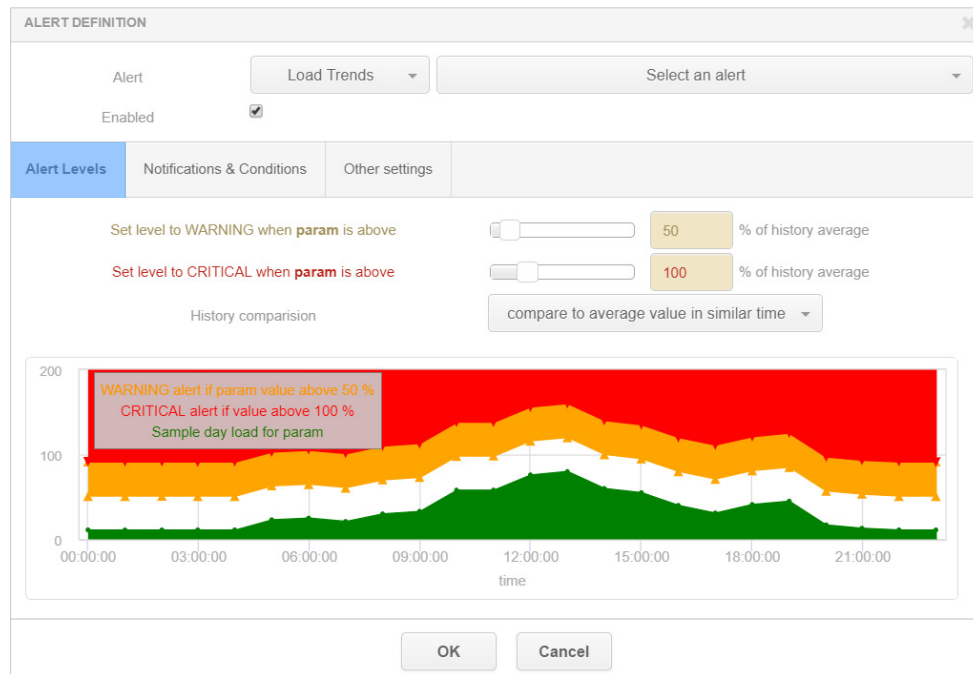 ALERT DEFINITION
Alert Load Trends Select an alert
Enabled
Alert Levels Notifications & Conditions Other settings
Set level to WARNING when param is above 50 % of history average
Set level to CRITICAL when param is above 100 % of history average
History comparision compare to average value in similar time
200
WARNING alert if param value above 50 %
CRITICAL alert if value above 100 %
Sample day load for param
100
0
00:00:00 03:00:00 06:00:00 09:00:00 12:00:00 15:00:00 18:00:00 21:00:00
time
OK Cancel